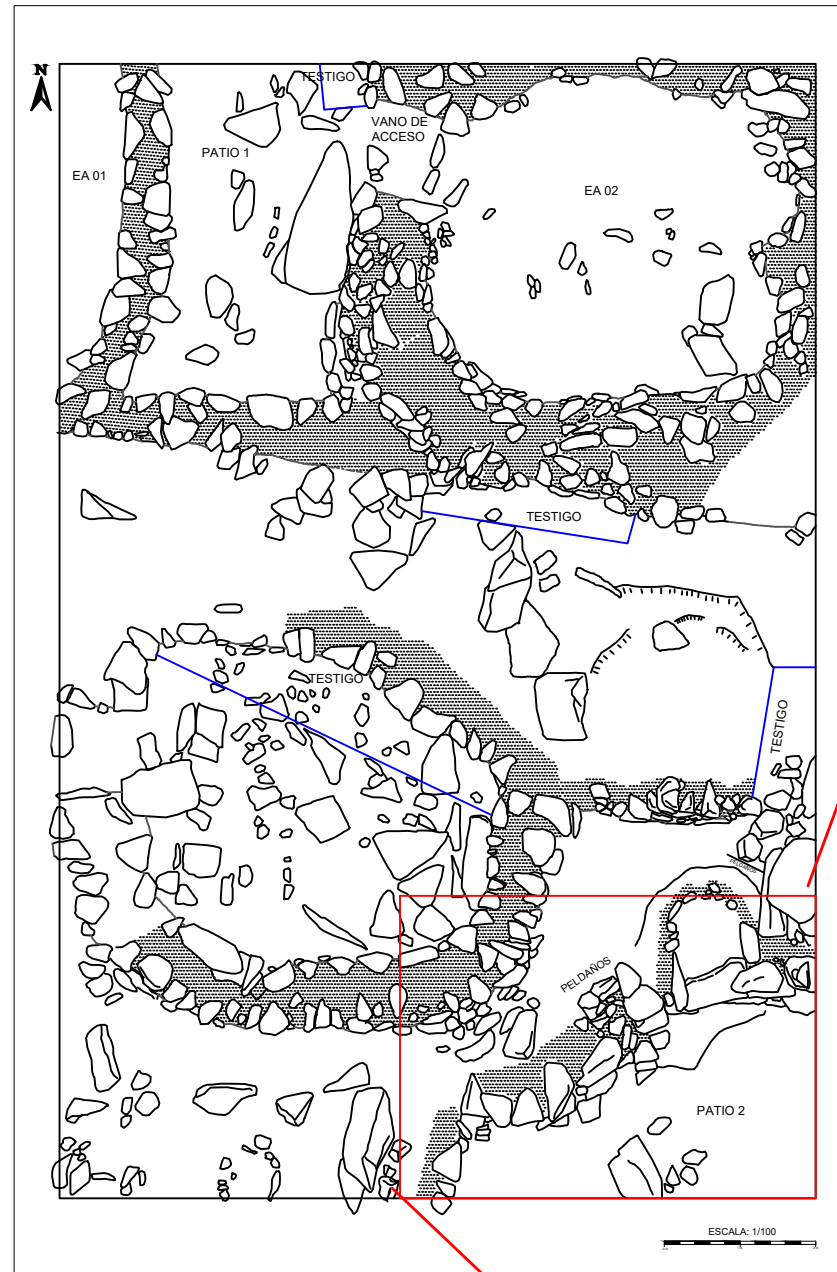 N
TESTIGO
VANO DE
ACCESO
PATIO 1
EA 01
EA 02
TESTIGO
TESTIGO
TESTIGO
PELDAÑOS
PELDAÑOS
PATIO 2
ESCALA: 1/100